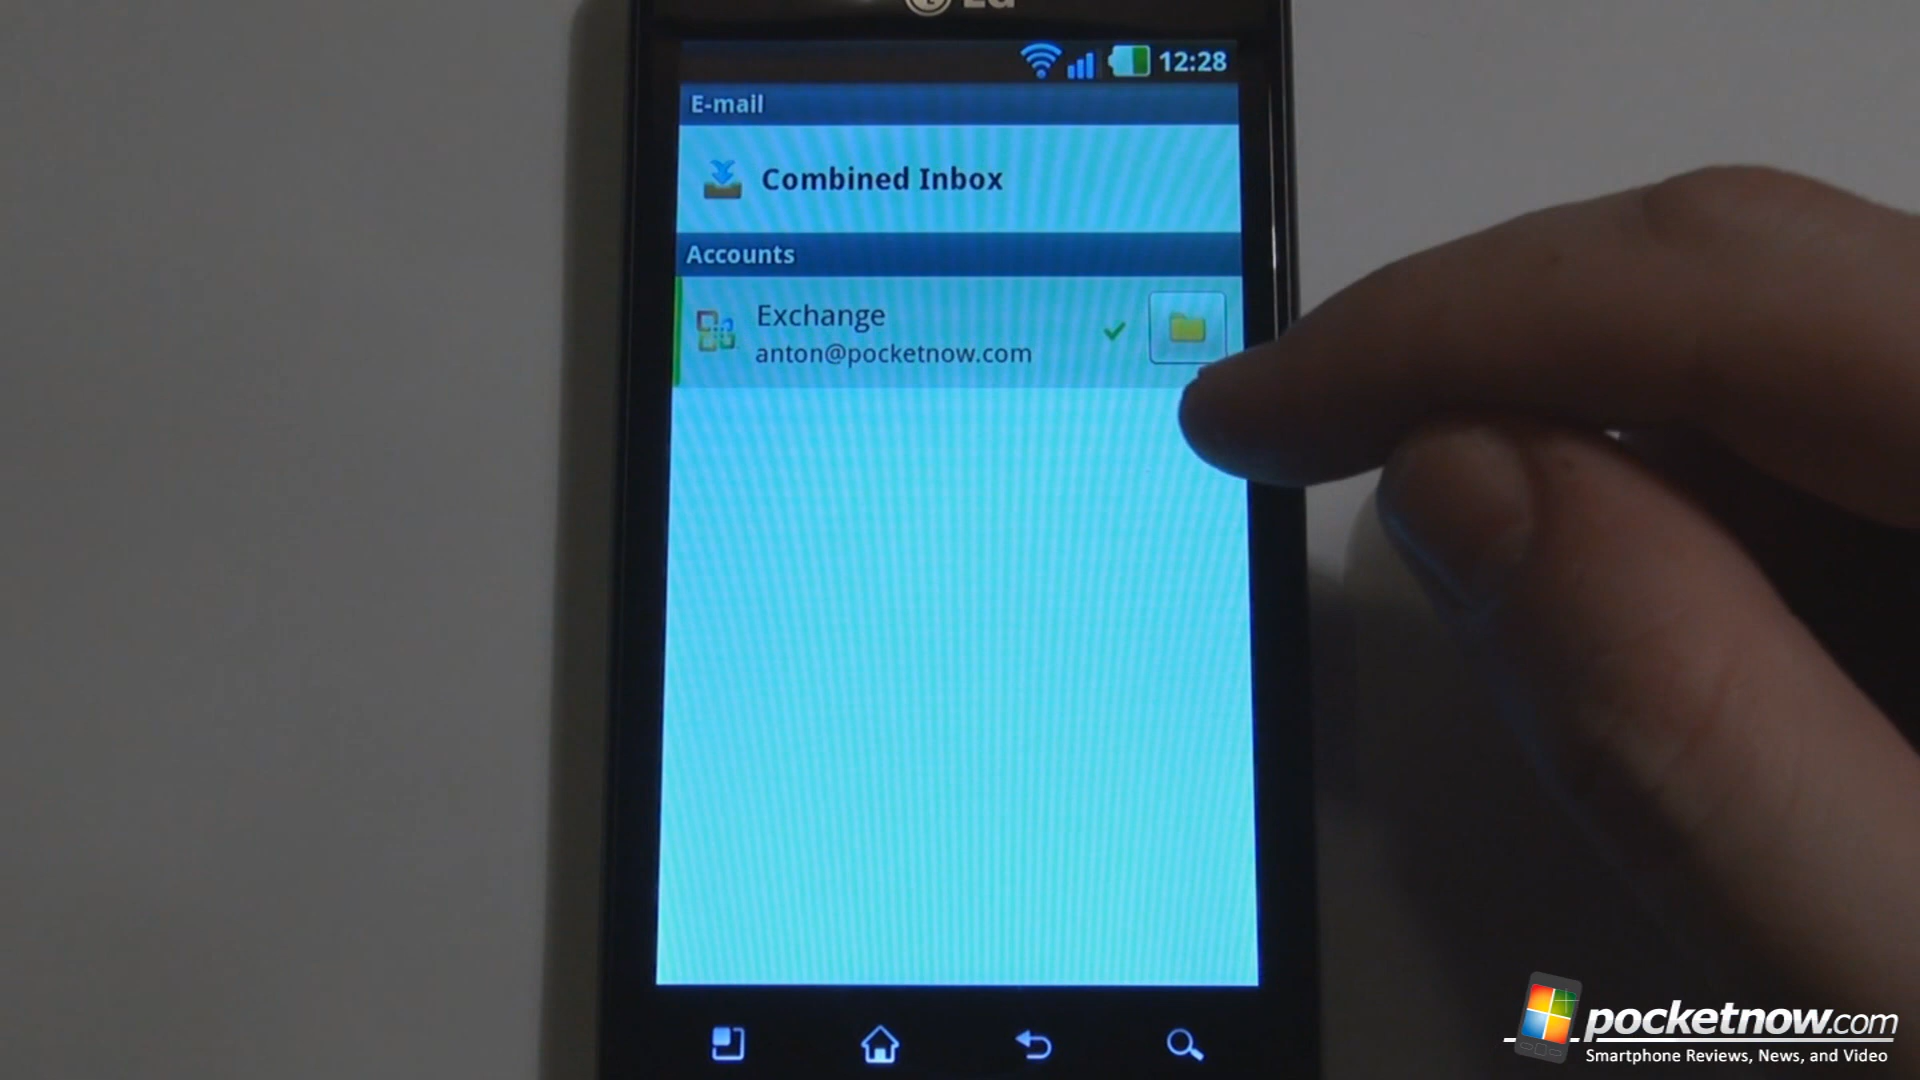 LG
12:28
E-mail
Combined Inbox
Accounts
Exchange
anton@pocketnow.com
pocketnow.com
Smartphone Reviews, News, and Video